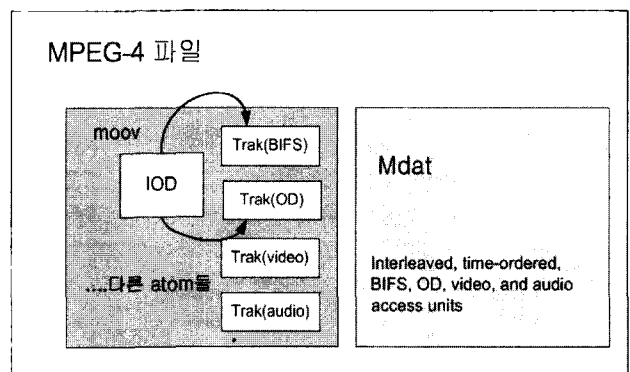 MPEG-4 파일
moov
IOD
Trak(BIFS)
Trak(OD)
Trak(video)
Trak(audio)
....다른 atom들
Mdat
Interleaved, time-ordered,
BIFS, OD, video, and audio
access units